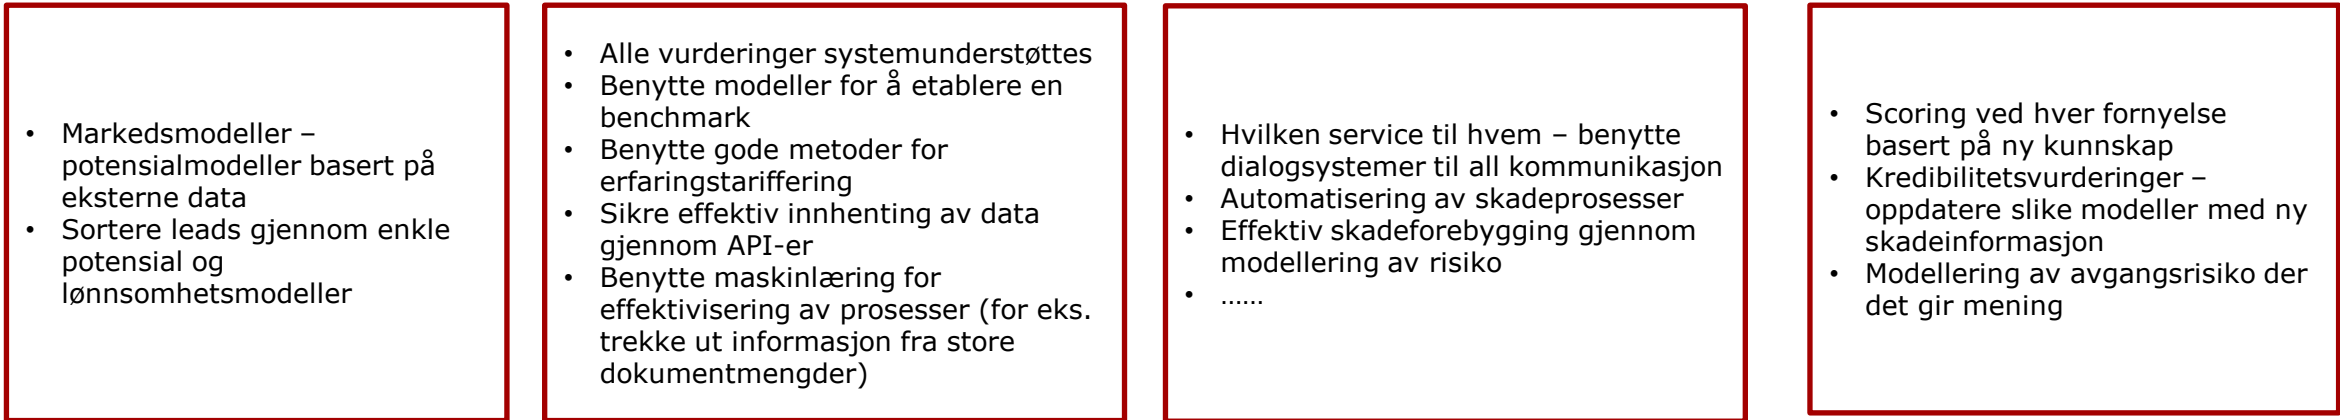 • Markedsmodeller –
potensialmodeller basert på
eksterne data
• Sortere leads gjennom enkle
potensial og
lønnsomhetsmodeller
• Alle vurderinger systemunderstøttes
• Benytte modeller for å etablere en
benchmark
• Benytte gode metoder for
erfaringstariffering
• Sikre effektiv innhenting av data
gjennom API-er
• Benytte maskinlæring for
effektivisering av prosesser (for eks.
trekke ut informasjon fra store
dokumentmengder)
• Hvilken service til hvem – benytte
dialogsystemer til all kommunikasjon
• Automatisering av skadeprosesser
• Effektiv skadeforebygging gjennom
modellering av risiko
• ……
• Scoring ved hver fornyelse
basert på ny kunnskap
• Kredibilitetsvurderinger –
oppdatere slike modeller med ny
skadeinformasjon
• Modellering av avgangsrisiko der
det gir mening